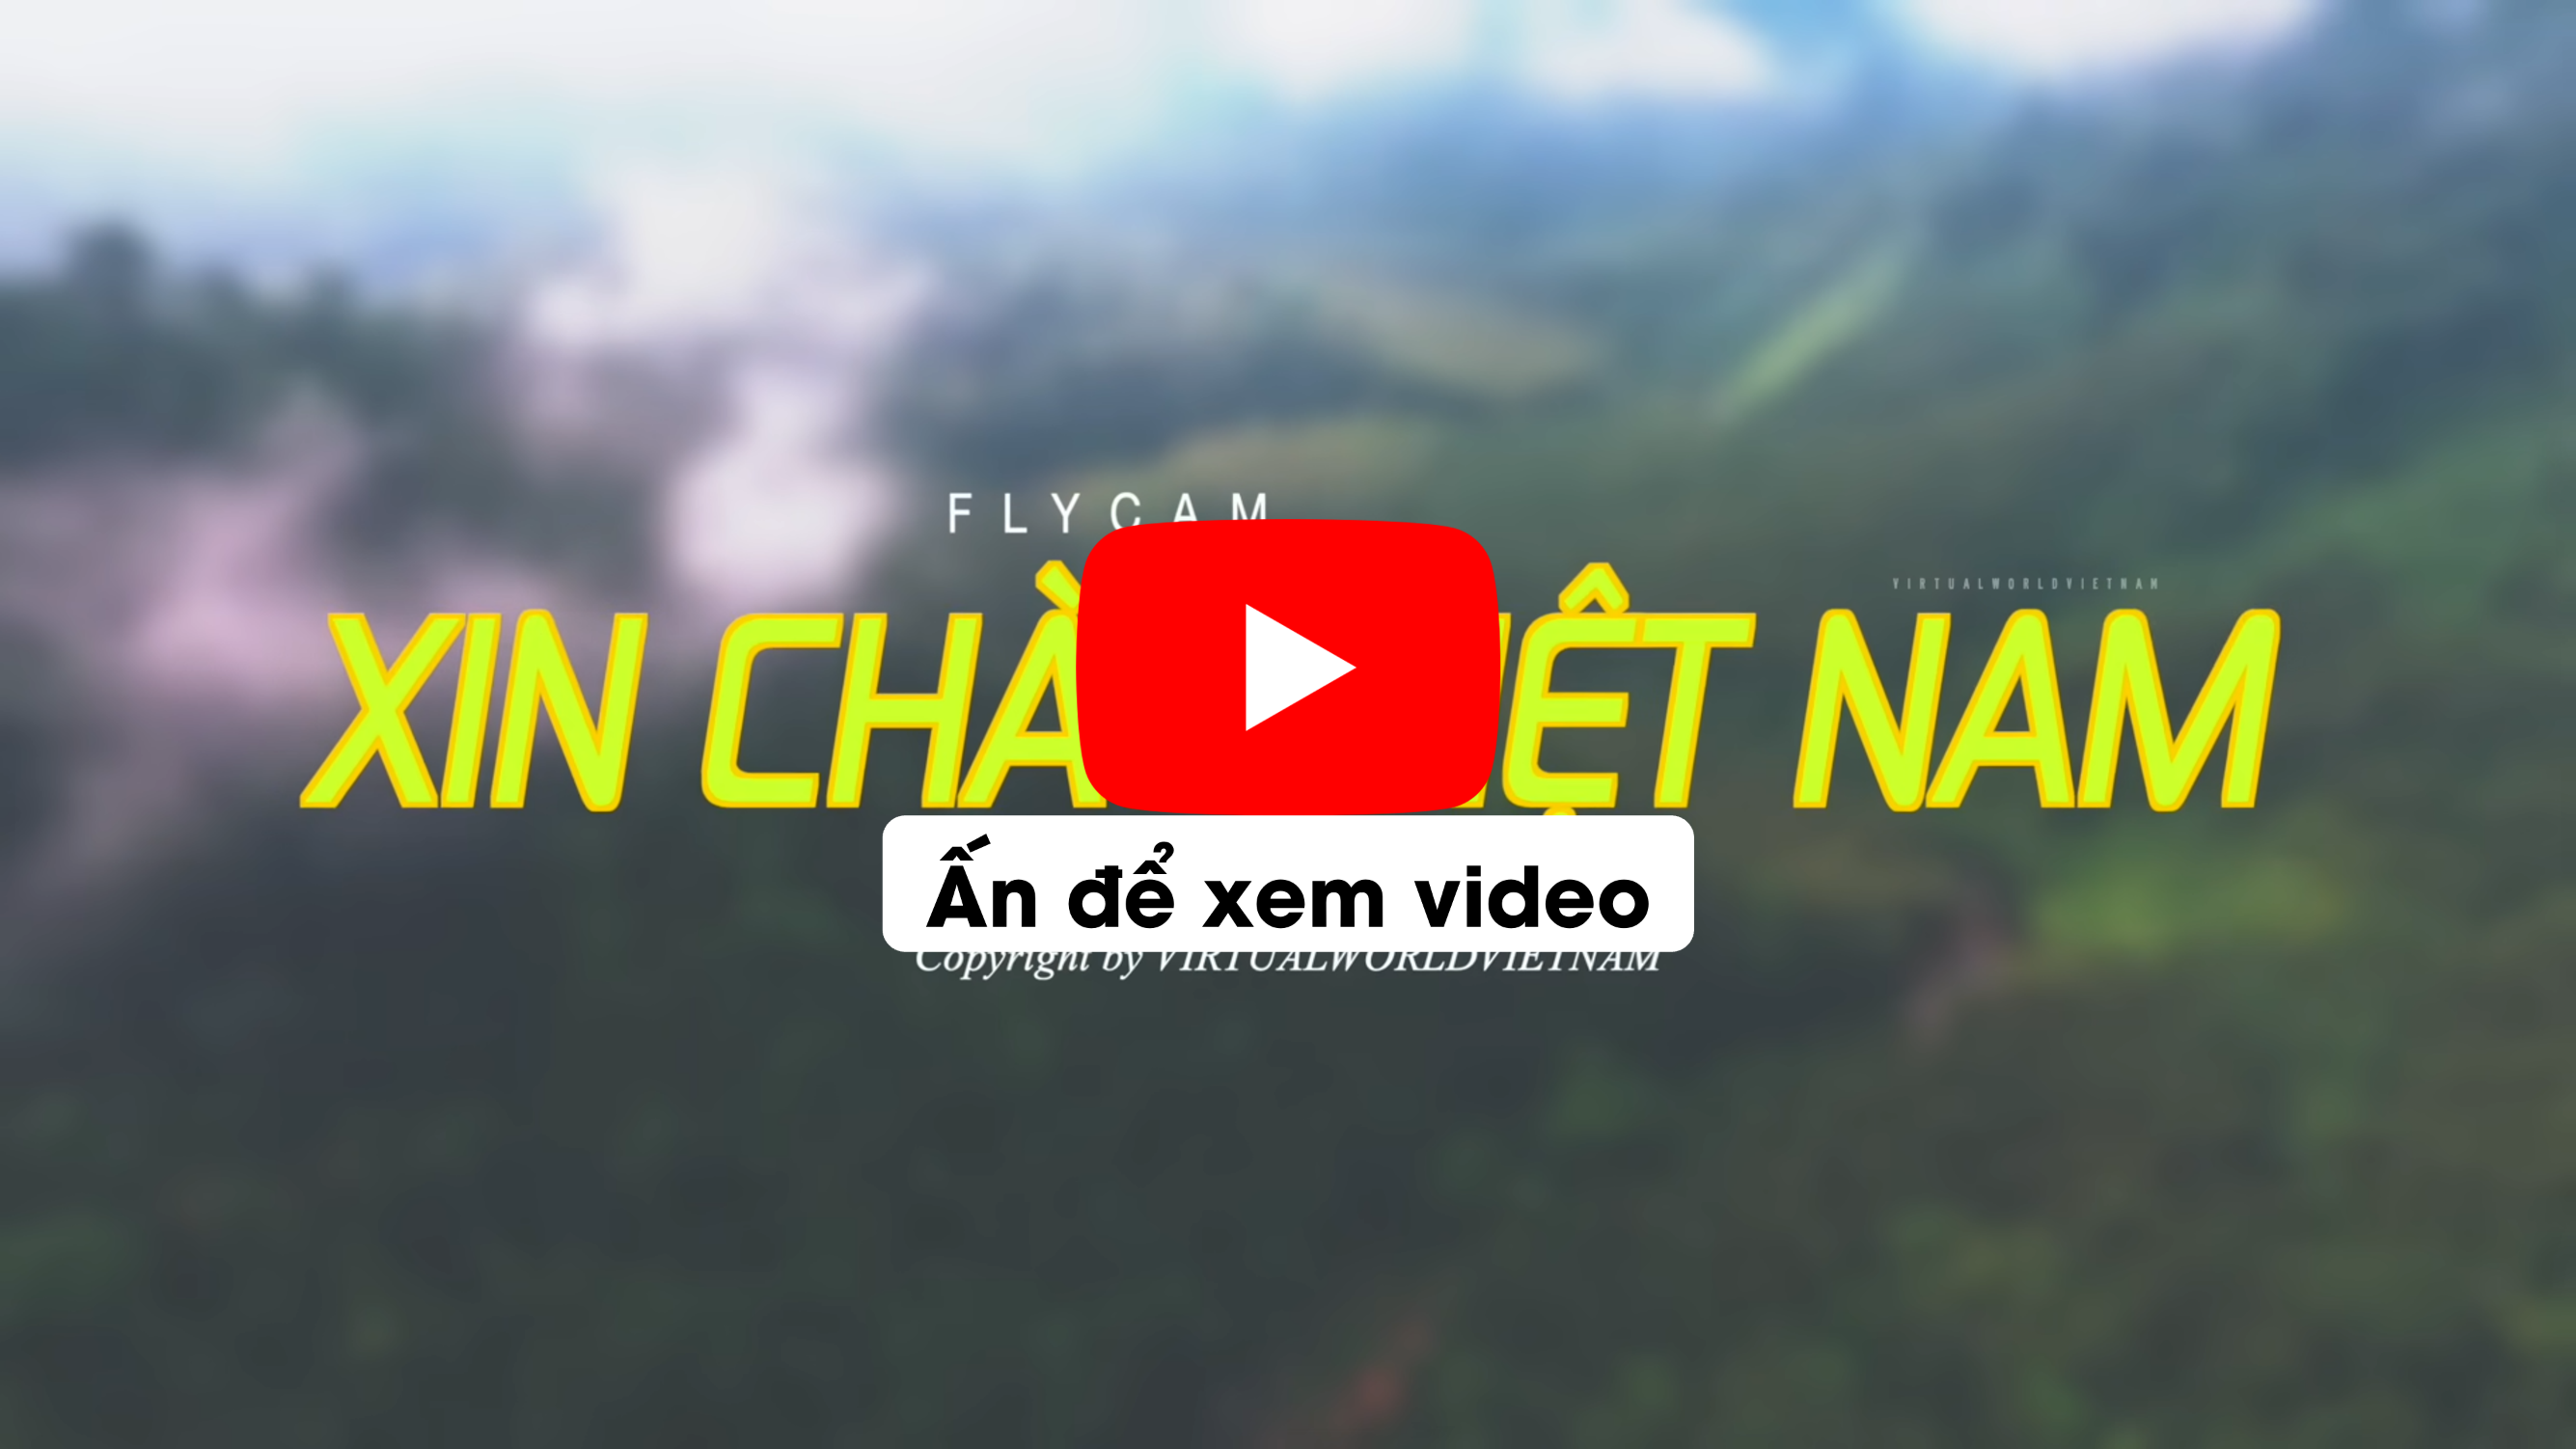 FLYCAM
VIRTUALWORLDVIETNAM
XIN CHÀ ỆT NAM
Ấn để xem video
Copyright by VIRTUALWORLDVIETNAM